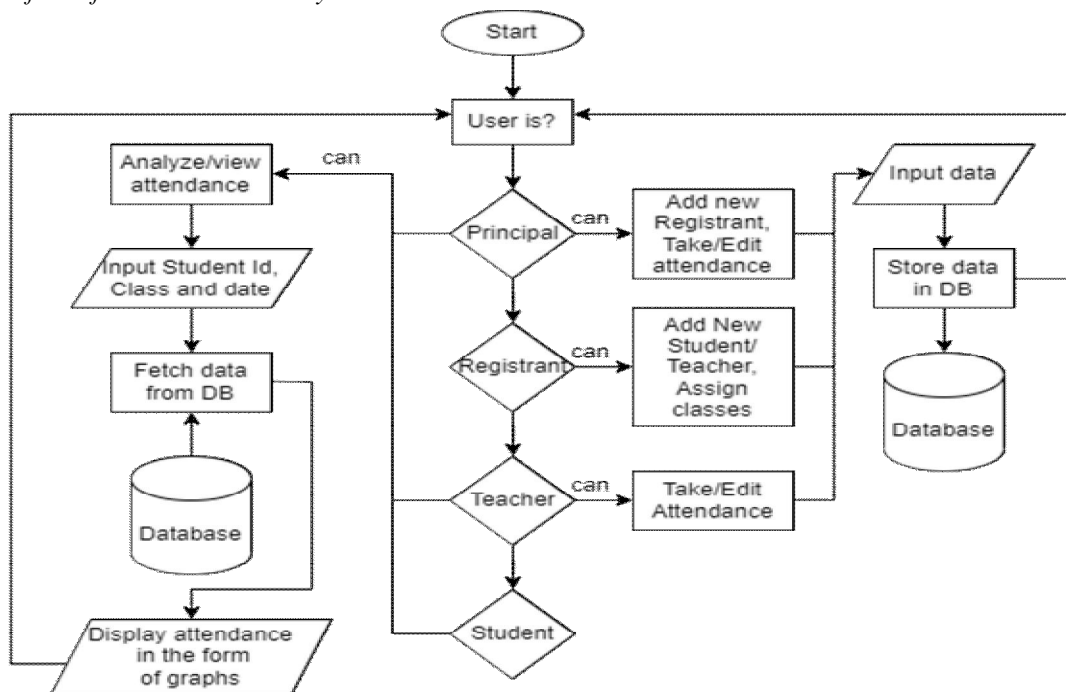 Start
User is?
Analyze/view
attendance
can
Input data
Principal
can
Add new
Registrant,
Take/Edit
attendance
Input Student Id,
Class and date
Store data
in DB
Registrant
can
Add New
Student/
Teacher,
Assign
classes
Fetch data
from DB
Database
Teacher
can
Take/Edit
Attendance
Database
Student
Display attendance
in the form
of graphs